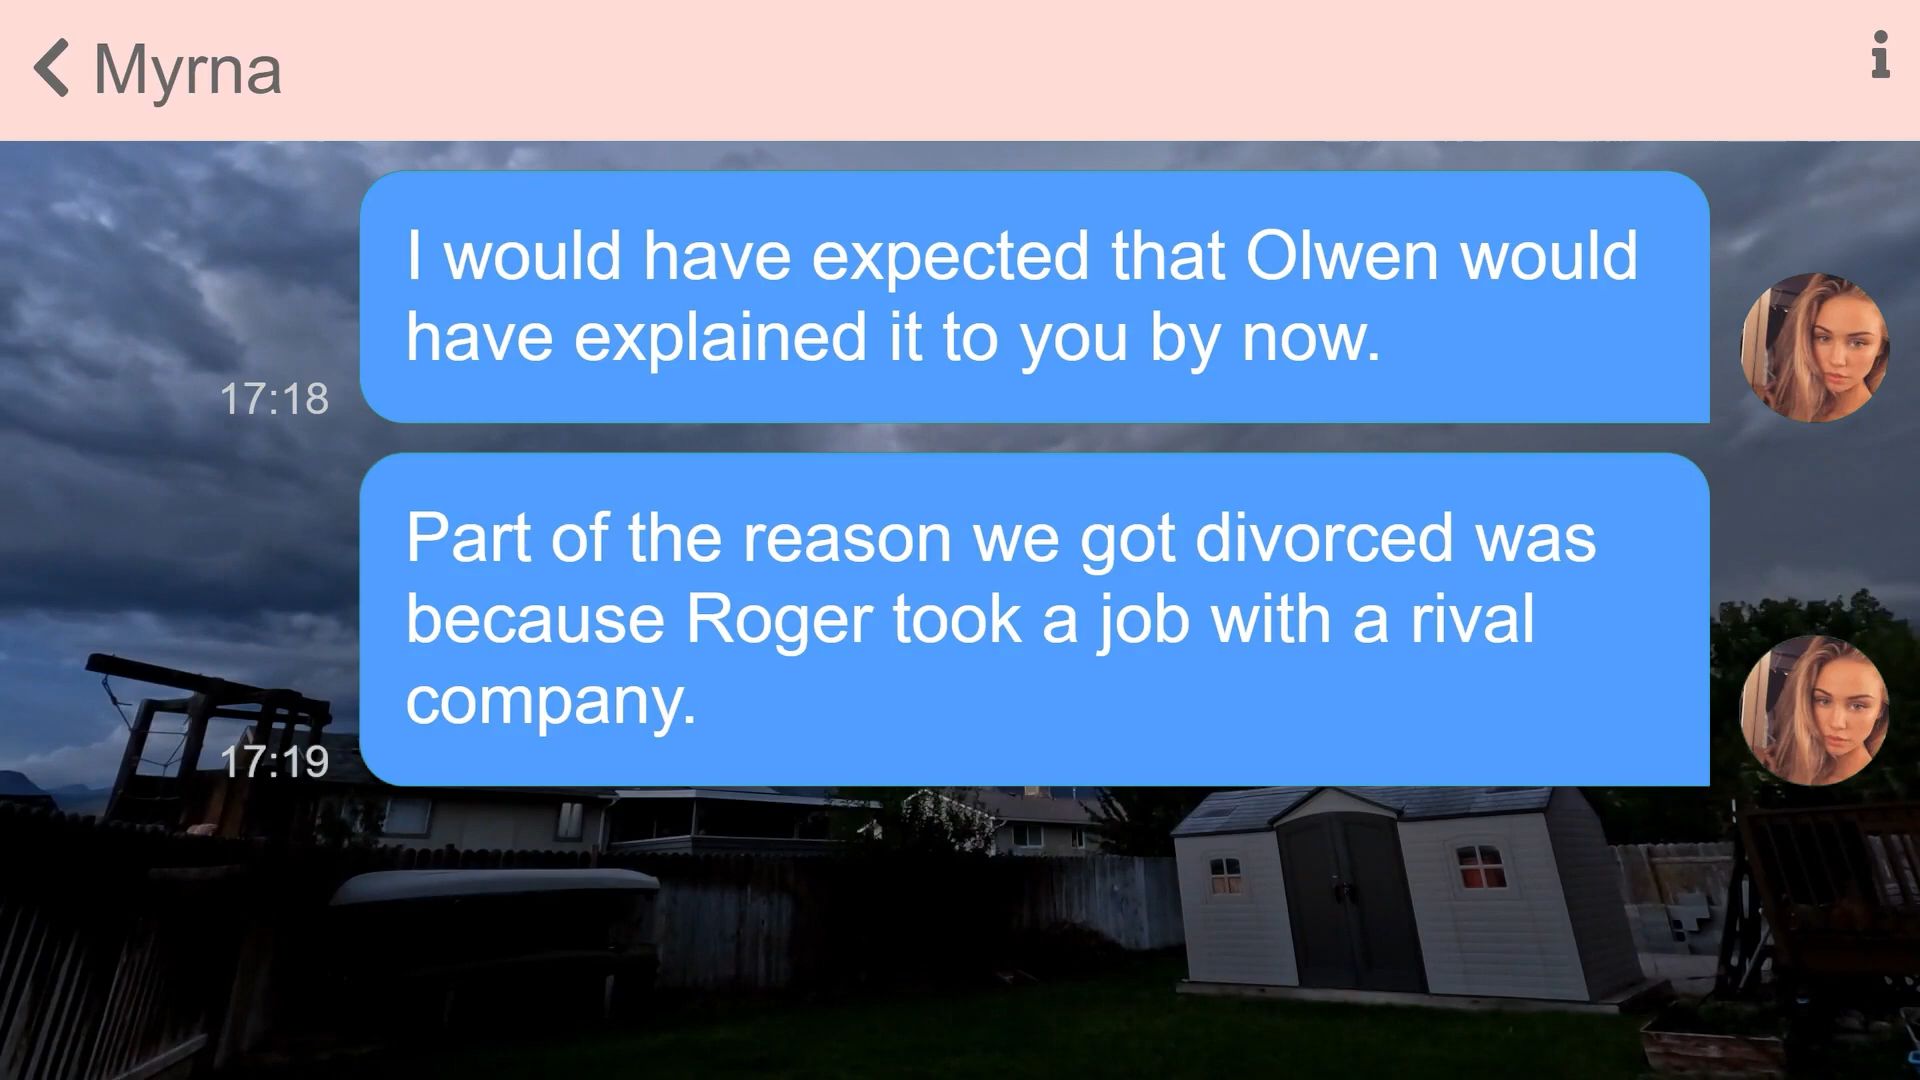 Myrna
I would have expected that Olwen would
have explained it to you by now.
17:18
Part of the reason we got divorced was
because Roger took a job with a rival
company.
17:19